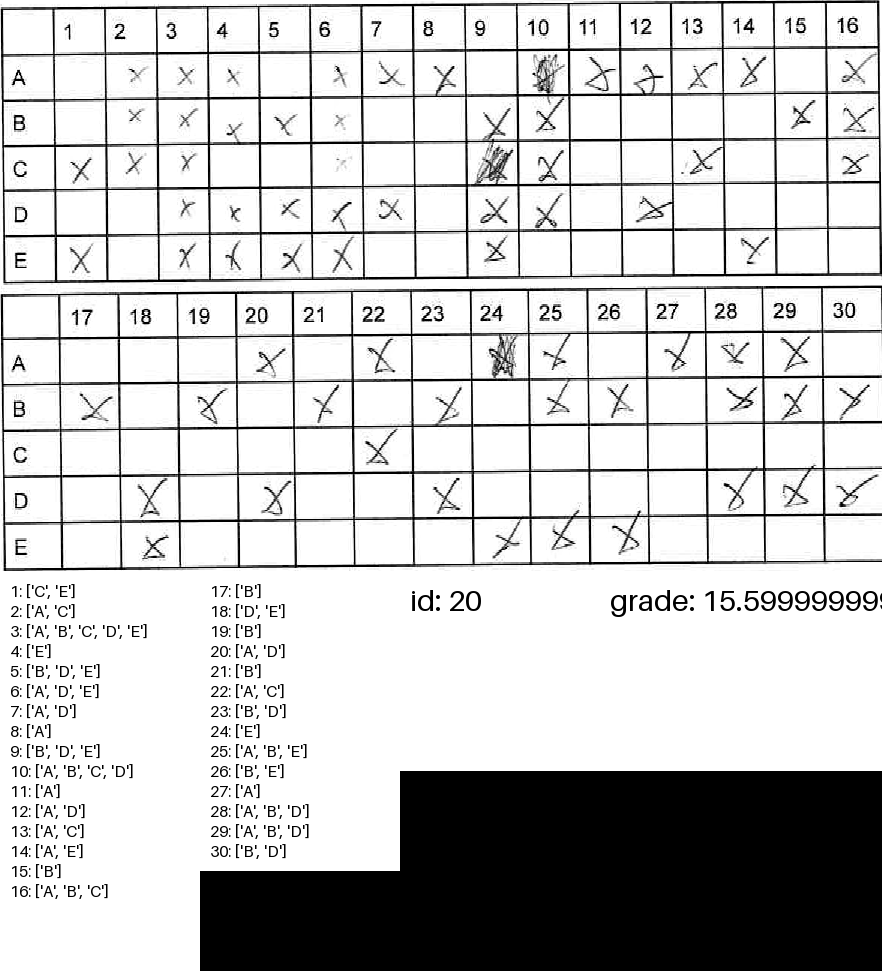 1 2 3 4 5 6 7 8 9 10 11 12 13 14 15 16
A
B
C
D
E
17 18 19 20 21 22 23 24 25 26 27 28 29 30
A
B
C
D
E
1: ['C', 'E']
2: ['A', 'C']
3: ['A', 'B', 'C', 'D', 'E']
4: ['E']
5: ['B', 'D', 'E']
6: ['A', 'D', 'E']
7: ['A', 'D']
8: ['A']
9: ['B', 'D', 'E']
10: ['A', 'B', 'C', 'D']
11: ['A']
12: ['A', 'D']
13: ['A', 'C']
14: ['A', 'E']
15: ['B']
16: ['A', 'B', 'C']
17: ['B']
18: ['D', 'E']
19: ['B']
20: ['A', 'D']
21: ['B']
22: ['A', 'C']
23: ['B', 'D']
24: ['E']
25: ['A', 'B', 'E']
26: ['B', 'E']
27: ['A']
28: ['A', 'B', 'D']
29: ['A', 'B', 'D']
30: ['B', 'D']
id: 20
grade: 15.599999999